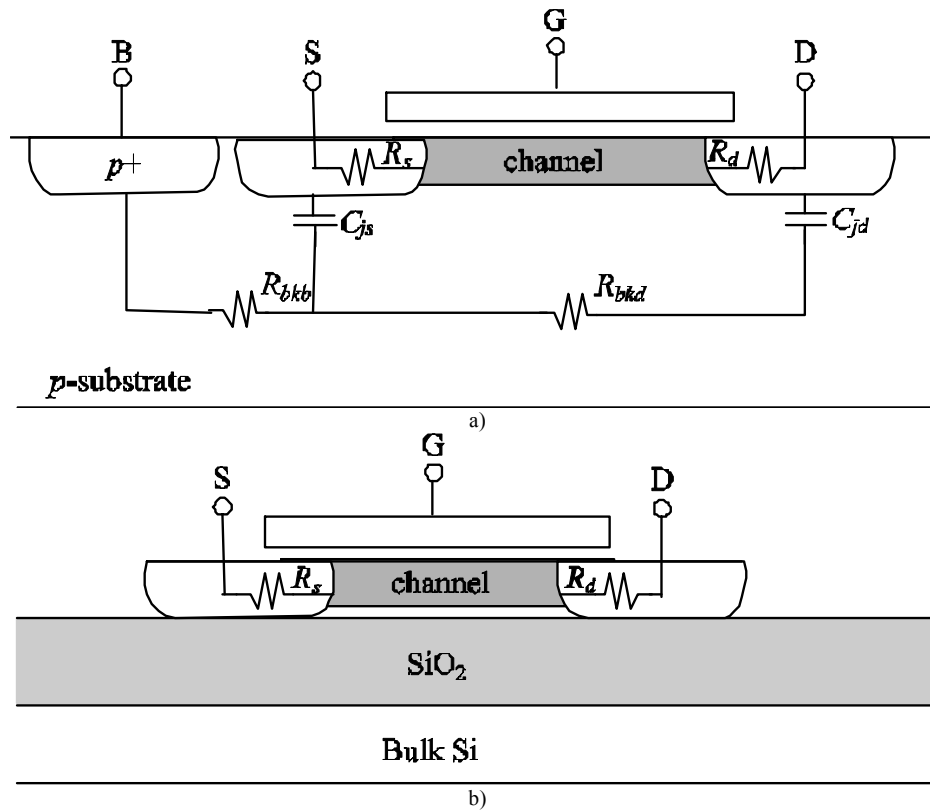 G
B S D
p+ R_s channel R_d
C_js C_jd
R_bkb R_bkd
p-substrate
a)
G
S D
R_s channel R_d
SiO₂
Bulk Si
b)